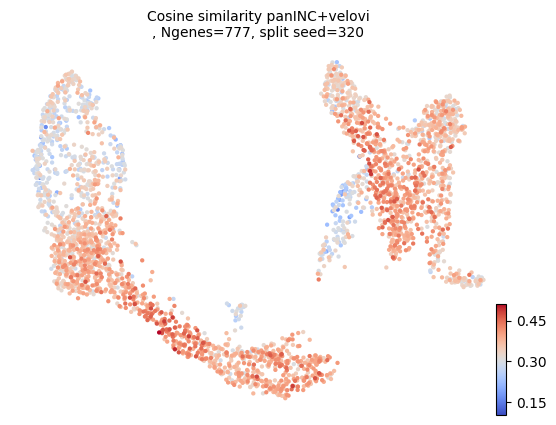 Cosine similarity panINC+velovi
, Ngenes=777, split seed=320
0.45
0.30
0.15